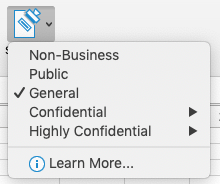 Non-Business
Public
✓ General
Confidential
Highly Confidential
Learn More...